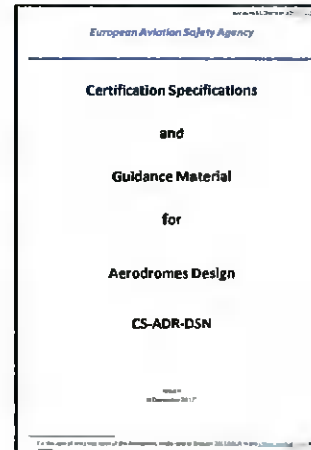 European Aviation Safety Agency
Certification Specifications
and
Guidance Material
for
Aerodromes Design
CS-ADR-DSN